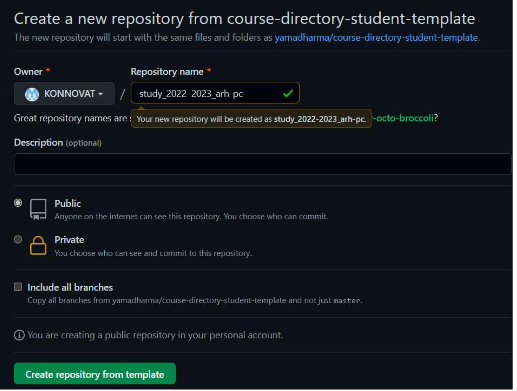 Create a new repository from course-directory-student-template
The new repository will start with the same files and folders as yamadharma/course-directory-student-template.
Owner * Repository name *
KONNOVAT / study_2022-2023_arh pc
Great repository names are s -octo-broccoli?
Your new repository will be created as study_2022-2023_arh-pc.
Description (optional)
Public
Anyone on the internet can see this repository. You choose who can commit.
Private
You choose who can see and commit to this repository.
Include all branches
Copy all branches from yamadharma/course-directory-student-template and not just master.
You are creating a public repository in your personal account.
Create repository from template